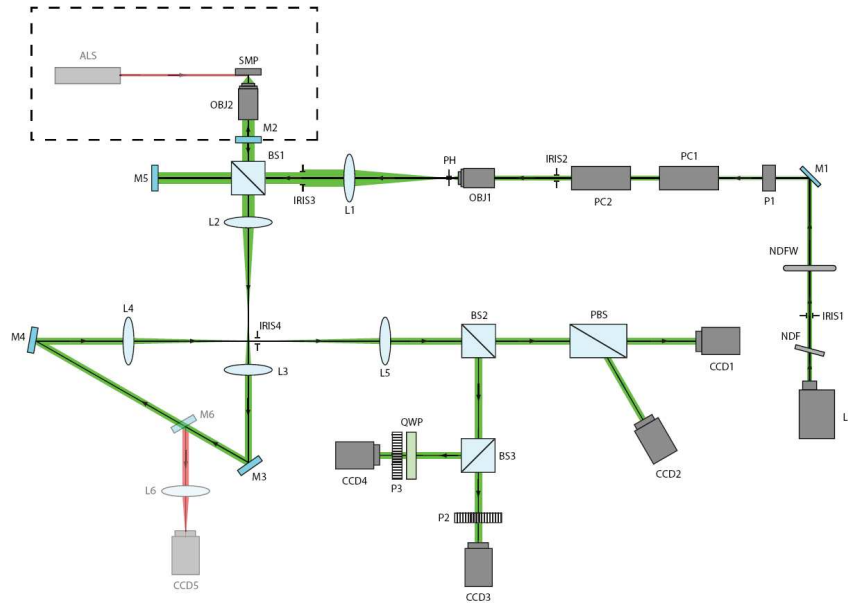 ALS
SMP
OBJ2
M2
BS1
M5
IRIS3
L1
PH
OBJ1
IRIS2
PC2
PC1
P1
M1
L2
NDFW
IRIS1
NDF
L
M4
L4
IRIS4
L3
L5
BS2
PBS
CCD1
M6
M3
QWP
CCD4
P3
BS3
CCD2
L6
P2
CCD5
CCD3